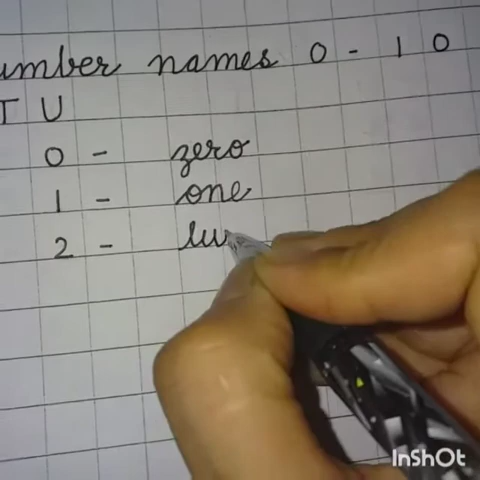 umber names 0 - 10
T U
0 - zero
1 - one
2 -
InShOt